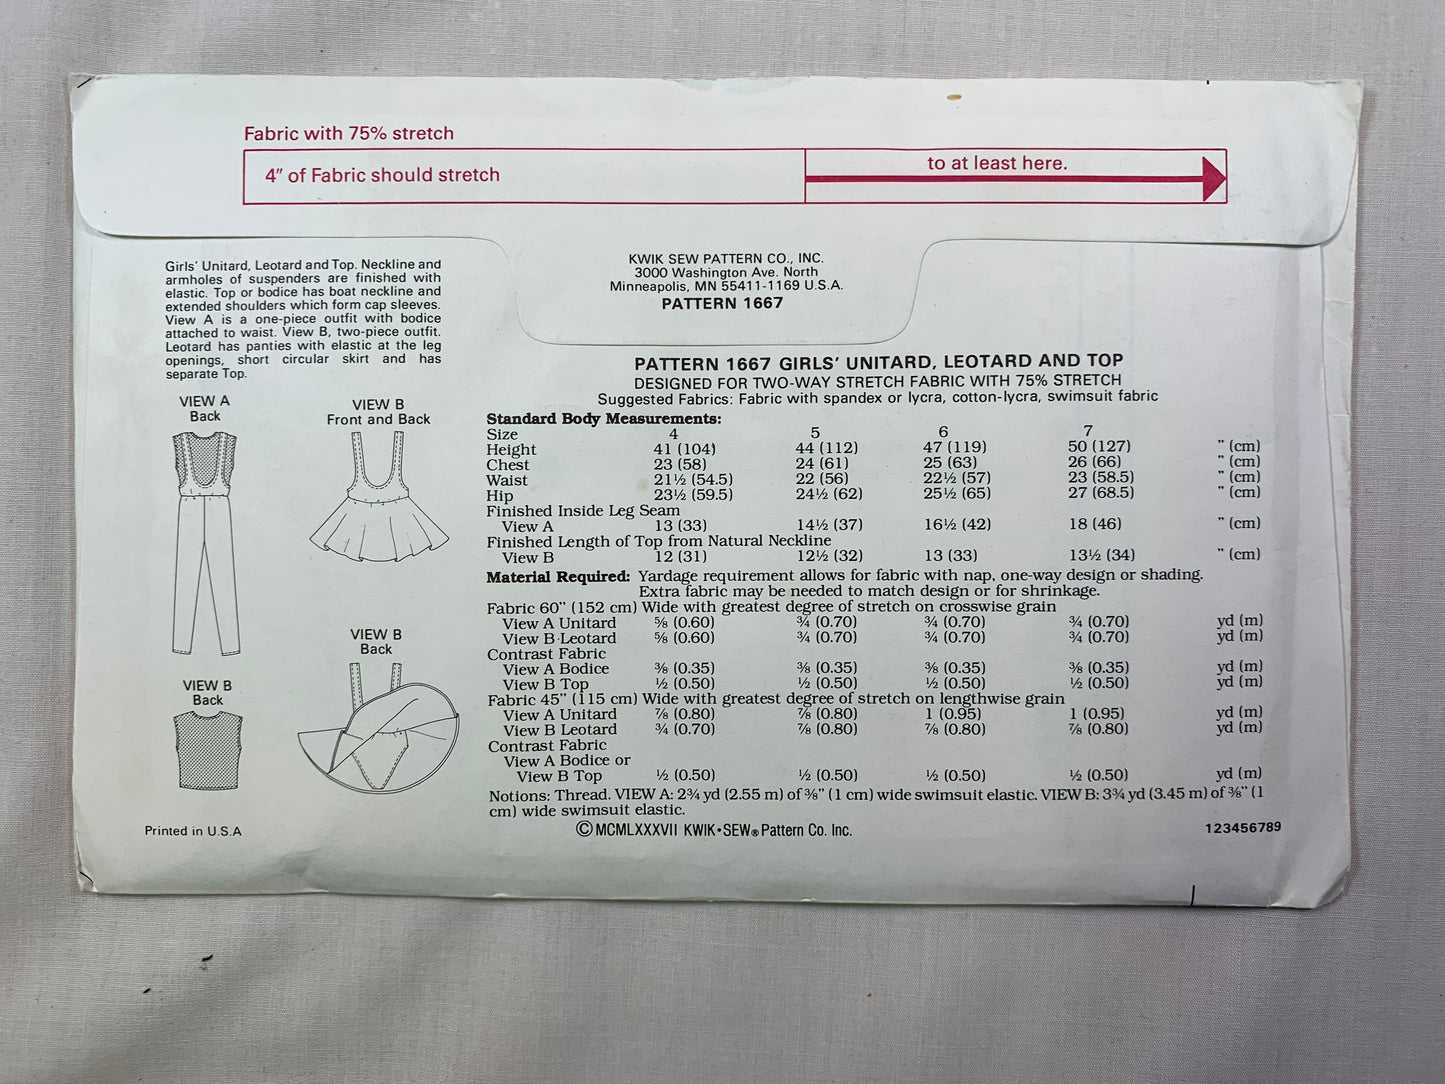 Fabric with 75% stretch
4" of Fabric should stretch
to at least here.
KWIK SEW PATTERN CO., INC.
3000 Washington Ave. North
Minneapolis, MN 55411-1169 U.S.A.
PATTERN 1667
Girls' Unitard, Leotard and Top. Neckline and
armholes of suspenders are finished with
elastic. Top or bodice has boat neckline and
extended shoulders which form cap sleeves.
View A is a one-piece outfit with bodice
attached to waist. View B, two-piece outfit.
Leotard has panties with elastic at the leg
openings, short circular skirt and has
separate Top.
VIEW A
Back
VIEW B
Front and Back
VIEW B
Back
VIEW B
Back
Printed in U.S.A
PATTERN 1667 GIRLS' UNITARD, LEOTARD AND TOP
DESIGNED FOR TWO-WAY STRETCH FABRIC WITH 75% STRETCH
Suggested Fabrics: Fabric with spandex or lycra, cotton-lycra, swimsuit fabric
Standard Body Measurements:
Size 4 5 6 7
Height 41 (104) 44 (112) 47 (119) 50 (127) " (cm)
Chest 23 (58) 24 (61) 25 (63) 26 (66) " (cm)
Waist 21½ (54.5) 22 (56) 22½ (57) 23 (58.5) " (cm)
Hip 23½ (59.5) 24½ (62) 25½ (65) 27 (68.5) " (cm)
Finished Inside Leg Seam
View A 13 (33) 14½ (37) 16½ (42) 18 (46) " (cm)
Finished Length of Top from Natural Neckline
View B 12 (31) 12½ (32) 13 (33) 13½ (34) " (cm)
Material Required: Yardage requirement allows for fabric with nap, one-way design or shading.
Extra fabric may be needed to match design or for shrinkage.
Fabric 60" (152 cm) Wide with greatest degree of stretch on crosswise grain
View A Unitard ⅝ (0.60) ¾ (0.70) ¾ (0.70) ¾ (0.70) yd (m)
View B Leotard ⅝ (0.60) ¾ (0.70) ¾ (0.70) ¾ (0.70) yd (m)
Contrast Fabric
View A Bodice ⅜ (0.35) ⅜ (0.35) ⅜ (0.35) ⅜ (0.35) yd (m)
View B Top ½ (0.50) ½ (0.50) ½ (0.50) ½ (0.50) yd (m)
Fabric 45" (115 cm) Wide with greatest degree of stretch on lengthwise grain
View A Unitard ⅞ (0.80) ⅞ (0.80) 1 (0.95) 1 (0.95) yd (m)
View B Leotard ¾ (0.70) ⅞ (0.80) ⅞ (0.80) ⅞ (0.80) yd (m)
Contrast Fabric
View A Bodice or
View B Top ½ (0.50) ½ (0.50) ½ (0.50) ½ (0.50) yd (m)
Notions: Thread. VIEW A: 2¾ yd (2.55 m) of ⅜" (1 cm) wide swimsuit elastic. VIEW B: 3¾ yd (3.45 m) of ⅜" (1
cm) wide swimsuit elastic.
©MCMLXXXVII KWIK•SEW® Pattern Co. Inc.
123456789